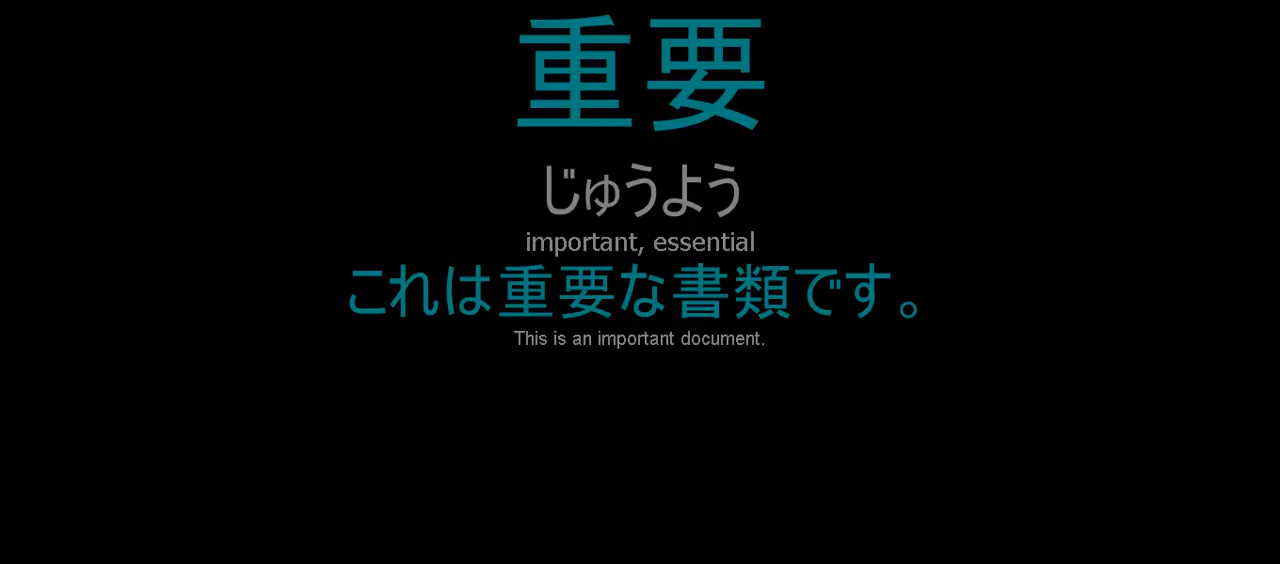 重要
じゅうよう
important, essential
これは重要な書類です。
This is an important document.